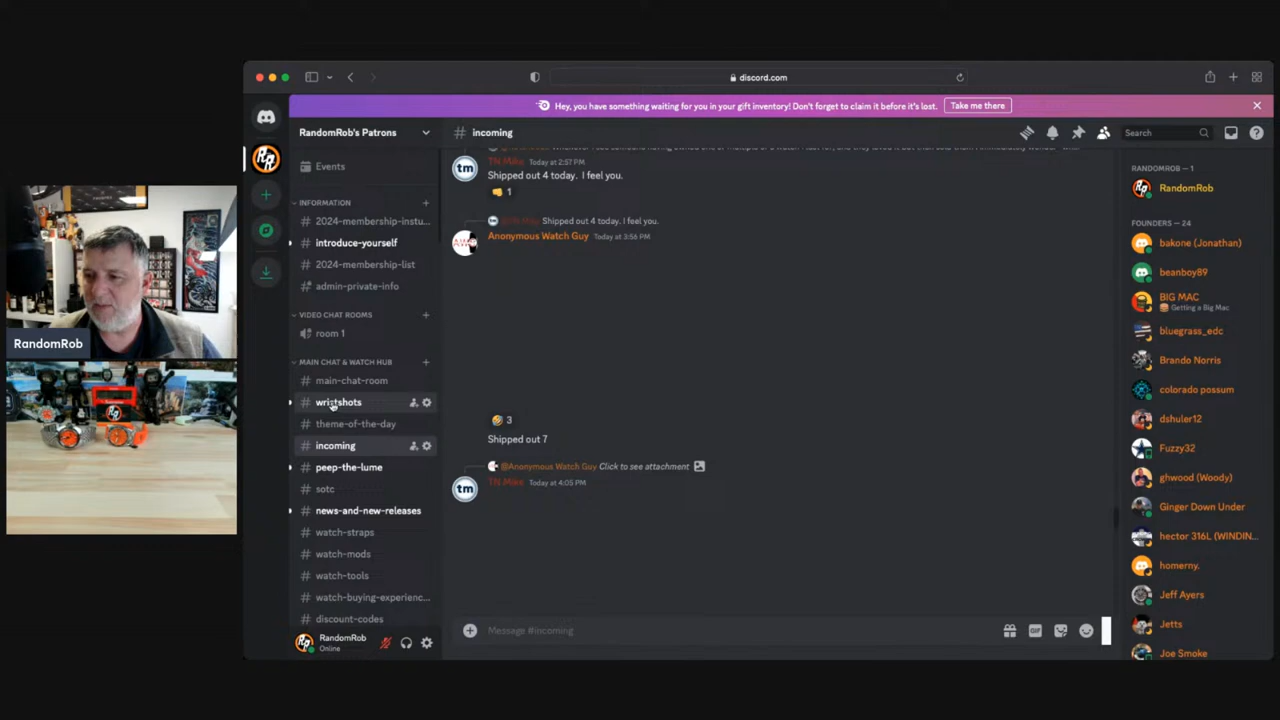 discord.com
Hey, you have something waiting for you in your gift inventory! Don't forget to claim it before it's lost.
Take me there
RandomRob's Patrons
# incoming
Search
Events
INFORMATION
# 2024-membership-instu...
# introduce-yourself
# 2024-membership-list
# admin-private-info
VIDEO CHAT ROOMS
room 1
MAIN CHAT & WATCH HUB
# main-chat-room
# wristshots
# theme-of-the-day
# incoming
# peep-the-lume
# sotc
# news-and-new-releases
# watch-straps
# watch-mods
# watch-tools
# watch-buying-experienc...
# discount-codes
RandomRob
Online
tm
TN Mike Today at 2:57 PM
Shipped out 4 today. I feel you.
1
Shipped out 4 today. I feel you.
Anonymous Watch Guy Today at 3:56 PM
3
Shipped out 7
@Anonymous Watch Guy Click to see attachment
tm
TN Mike Today at 4:05 PM
Message #incoming
GIF
RANDOMROB — 1
RandomRob
FOUNDERS — 24
bakone (Jonathan)
beanboy89
BIG MAC
Getting a Big Mac
bluegrass_edc
Brando Norris
colorado possum
dshuler12
Fuzzy32
ghwood (Woody)
Ginger Down Under
hector 316L (WINDIN...
homerny.
Jeff Ayers
Jetts
Joe Smoke
RandomRob